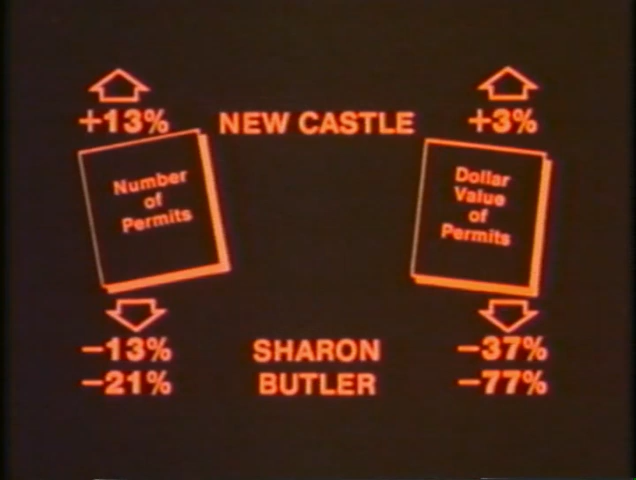 +13% NEW CASTLE +3%
Number
of
Permits
Dollar
Value
of
Permits
−13% SHARON −37%
−21% BUTLER −77%